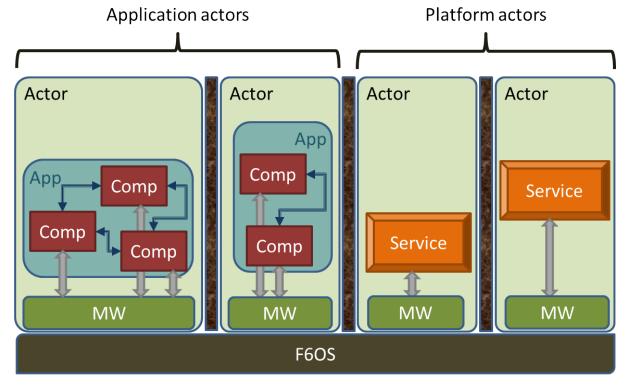 Application actors
Platform actors
Actor
Actor
Actor
Actor
App
Comp
Comp
Comp
App
Comp
Comp
Service
Service
MW
MW
MW
MW
F6OS